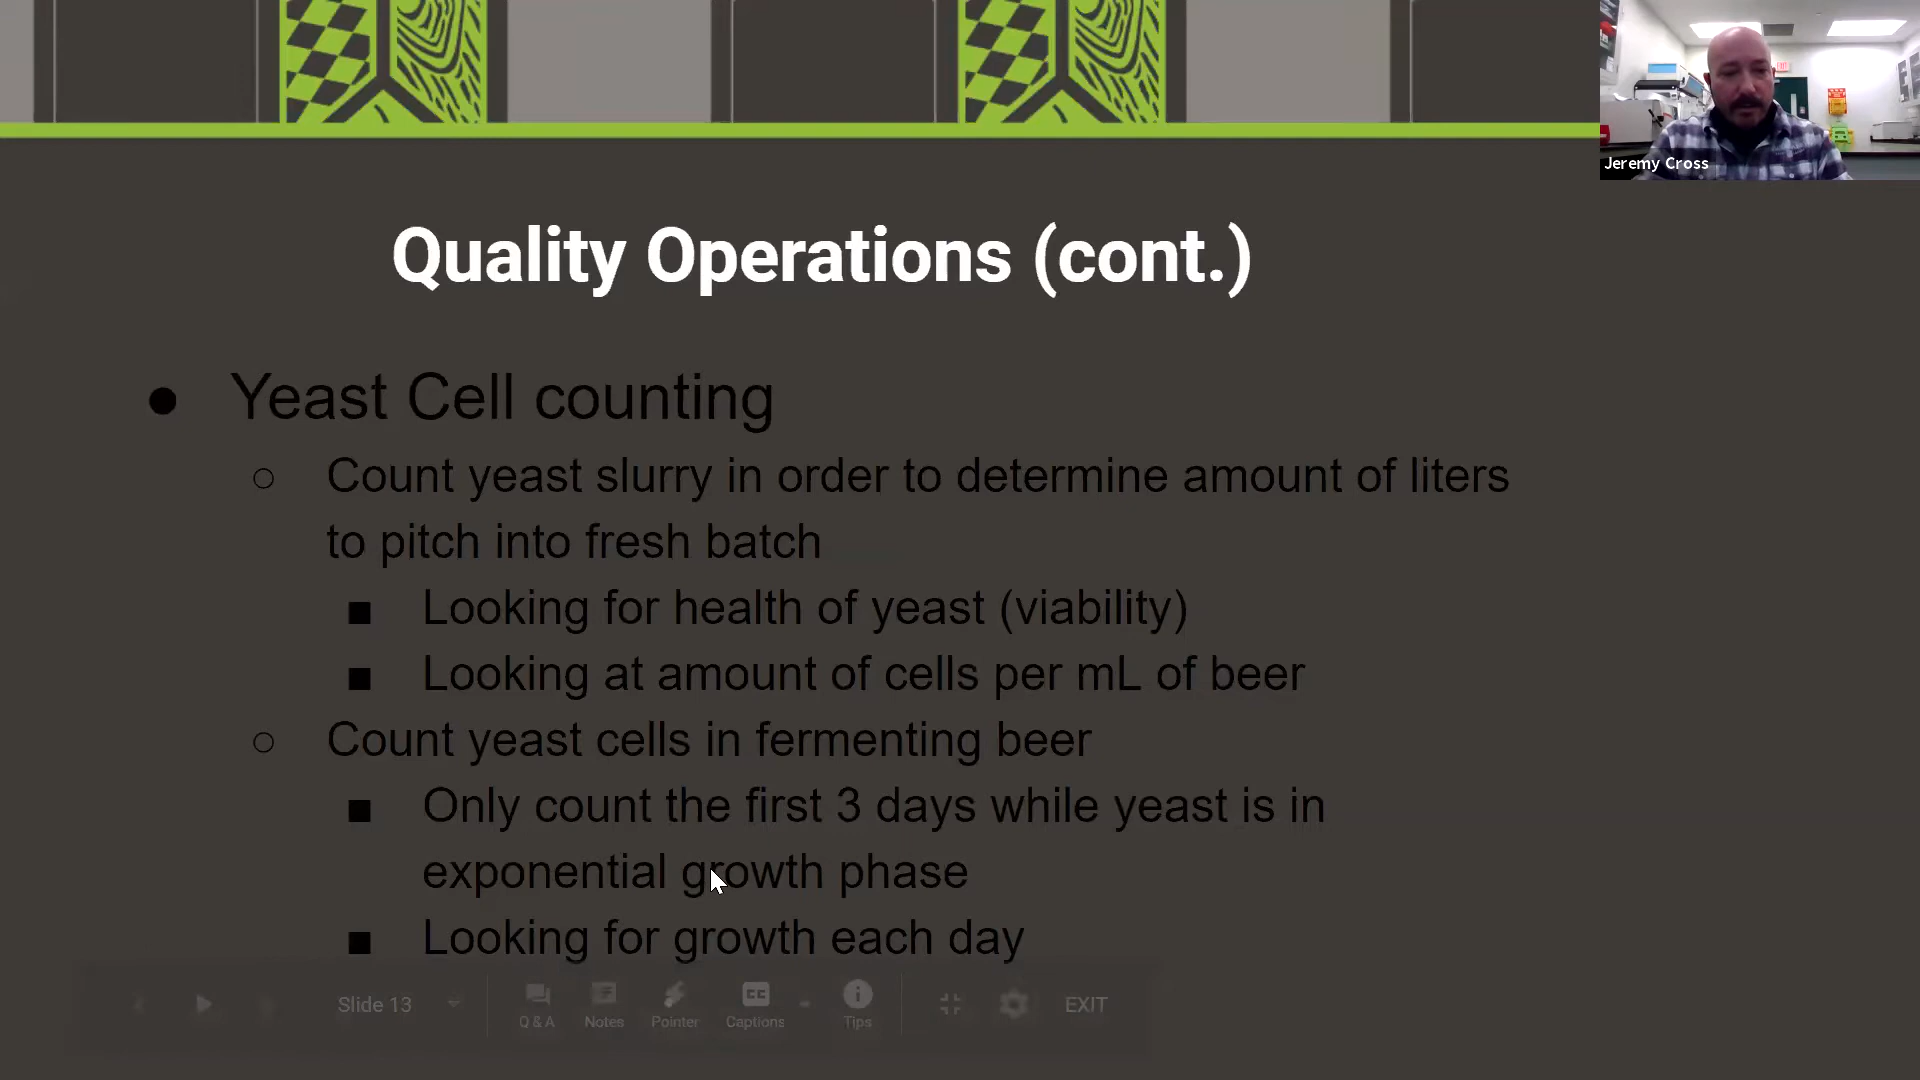 Jeremy Cross
Quality Operations (cont.)
● Yeast Cell counting
○ Count yeast slurry in order to determine amount of liters
to pitch into fresh batch
■ Looking for health of yeast (viability)
■ Looking at amount of cells per mL of beer
○ Count yeast cells in fermenting beer
■ Only count the first 3 days while yeast is in
exponential growth phase
■ Looking for growth each day
Slide 13
Q & A
Notes
Pointer
CC
Captions
Tips
EXIT